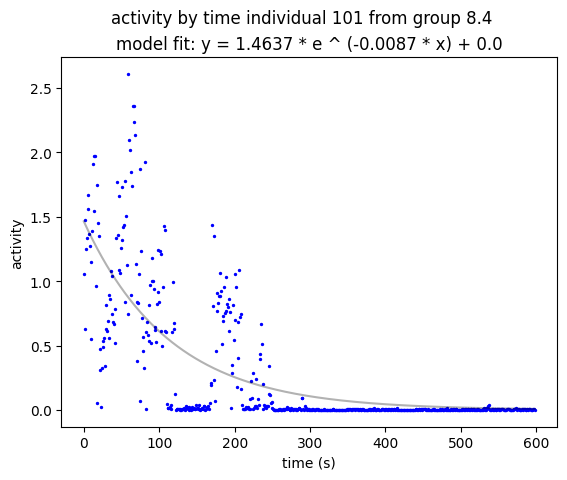 activity by time individual 101 from group 8.4
model fit: y = 1.4637 * e ^ (-0.0087 * x) + 0.0
2.5
2.0
1.5
1.0
0.5
0.0
activity
0 100 200 300 400 500 600
time (s)